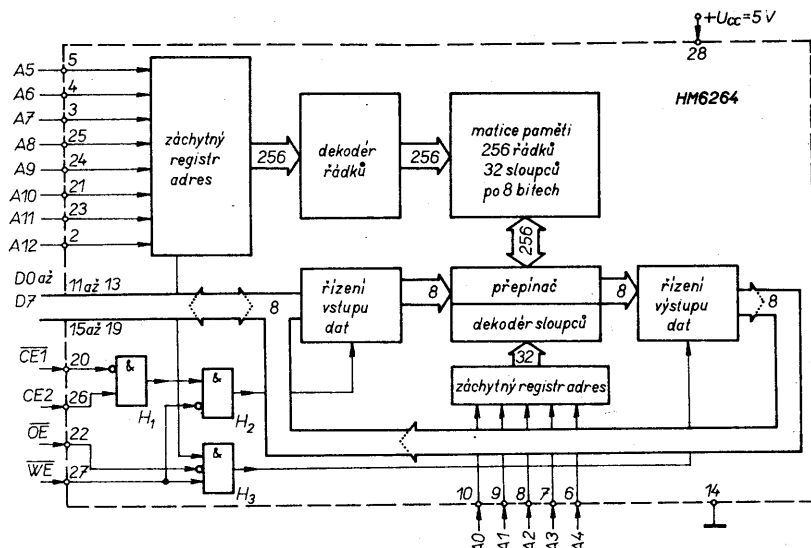 +Ucc=5 V
28
HM6264
A5 5
A6 4
A7 3
A8 25
A9 24
A10 21
A11 23
A12 2
záchytný
registr
adres
256
dekodér
řádků
256
matice paměti
256 řádků
32 sloupců
po 8 bitech
256
D0 až
D7
11 až 13
15 až 19
8
řízení
vstupu
dat
8
přepínač
dekodér sloupců
8
řízení
výstupu
dat
8
32
záchytný registr adres
CE1 20
CE2 26
OE 22
WE 27
&
H1
&
H2
&
H3
10 9 8 7 6
14
A0 A1 A2 A3 A4